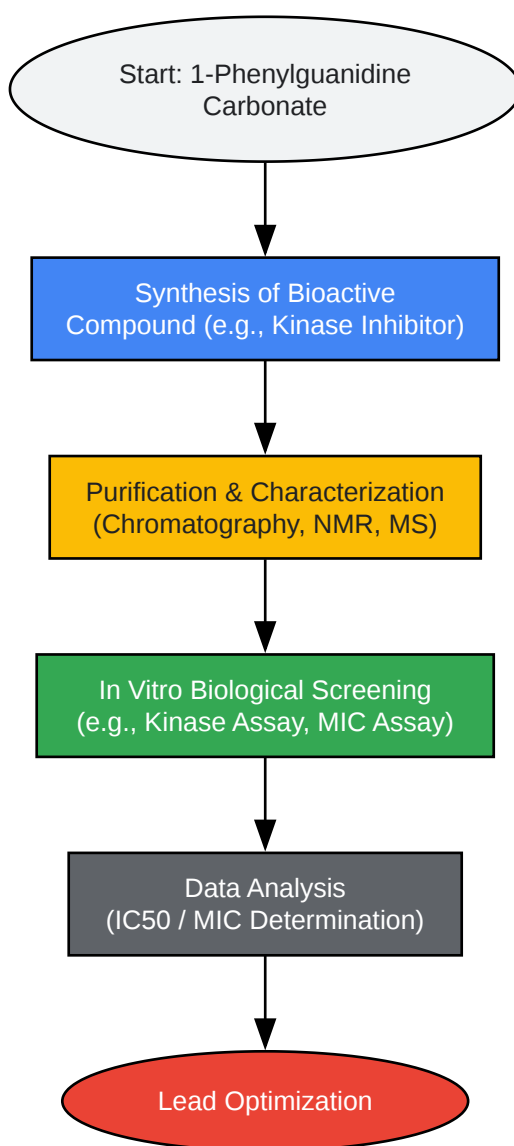 Start: 1-Phenylguanidine
Carbonate
Synthesis of Bioactive
Compound (e.g., Kinase Inhibitor)
Purification & Characterization
(Chromatography, NMR, MS)
In Vitro Biological Screening
(e.g., Kinase Assay, MIC Assay)
Data Analysis
(IC50 / MIC Determination)
Lead Optimization